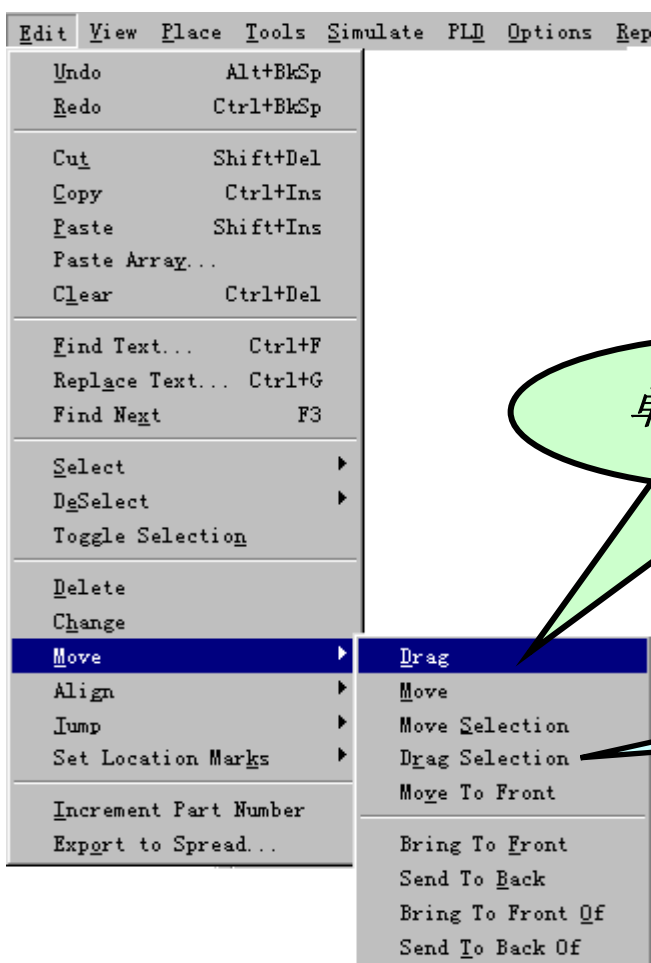 Edit View Place Tools Simulate PLD Options Rep
Undo Alt+BkSp
Redo Ctrl+BkSp
Cut Shift+Del
Copy Ctrl+Ins
Paste Shift+Ins
Paste Array...
Clear Ctrl+Del
Find Text... Ctrl+F
Replace Text... Ctrl+G
Find Next F3
Select
DeSelect
Toggle Selection
Delete
Change
Move
Align
Jump
Set Location Marks
Increment Part Number
Export to Spread...
Drag
Move
Move Selection
Drag Selection
Move To Front
Bring To Front
Send To Back
Bring To Front Of
Send To Back Of